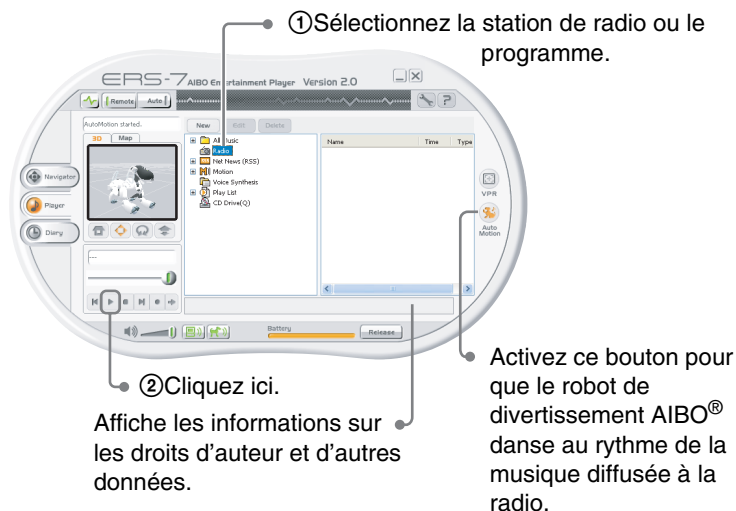 ①Sélectionnez la station de radio ou le
programme.
ERS-7 AIBO Entertainment Player Version 2.0
Remote Auto
AutoMotion started.
New Edit Delete
3D Map
All Music
Radio
Net News (RSS)
Motion
Voice Synthesis
Play List
CD Drive(Q)
Name Time Type
Navigator
Player
Diary
VPR
Auto
Motion
---
Battery
Release
②Cliquez ici.
Affiche les informations sur
les droits d'auteur et d'autres
données.
Activez ce bouton pour
que le robot de
divertissement AIBO®
danse au rythme de la
musique diffusée à la
radio.